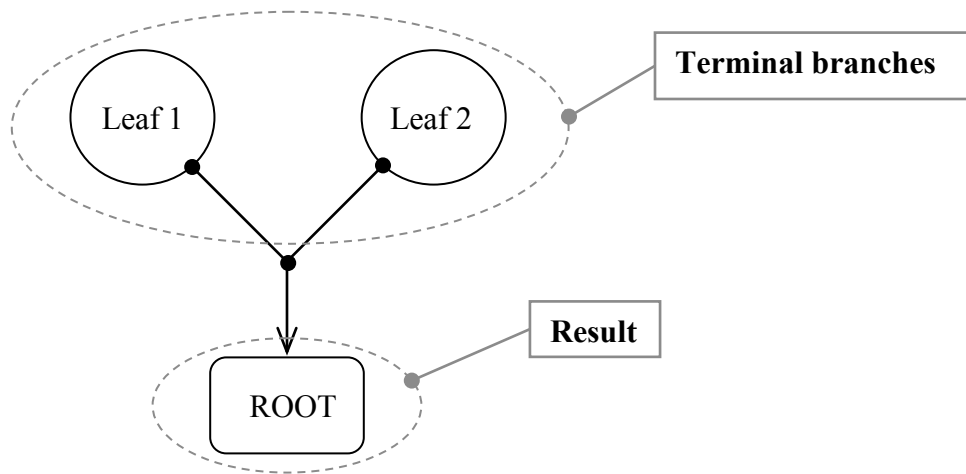 Terminal branches
Leaf 1
Leaf 2
Result
ROOT